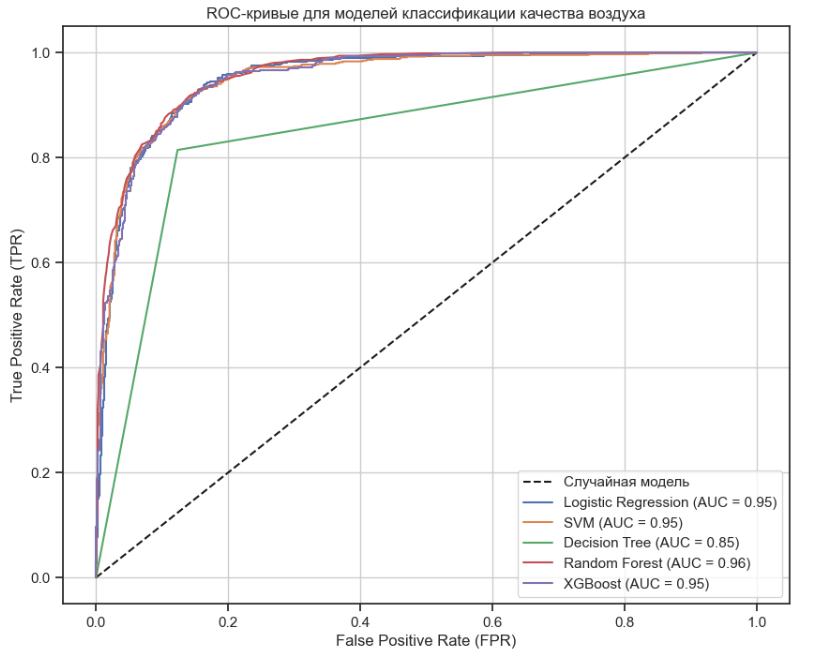 ROC-кривые для моделей классификации качества воздуха
1.0
0.8
0.6
0.4
0.2
0.0
True Positive Rate (TPR)
Случайная модель
Logistic Regression (AUC = 0.95)
SVM (AUC = 0.95)
Decision Tree (AUC = 0.85)
Random Forest (AUC = 0.96)
XGBoost (AUC = 0.95)
0.0 0.2 0.4 0.6 0.8 1.0
False Positive Rate (FPR)